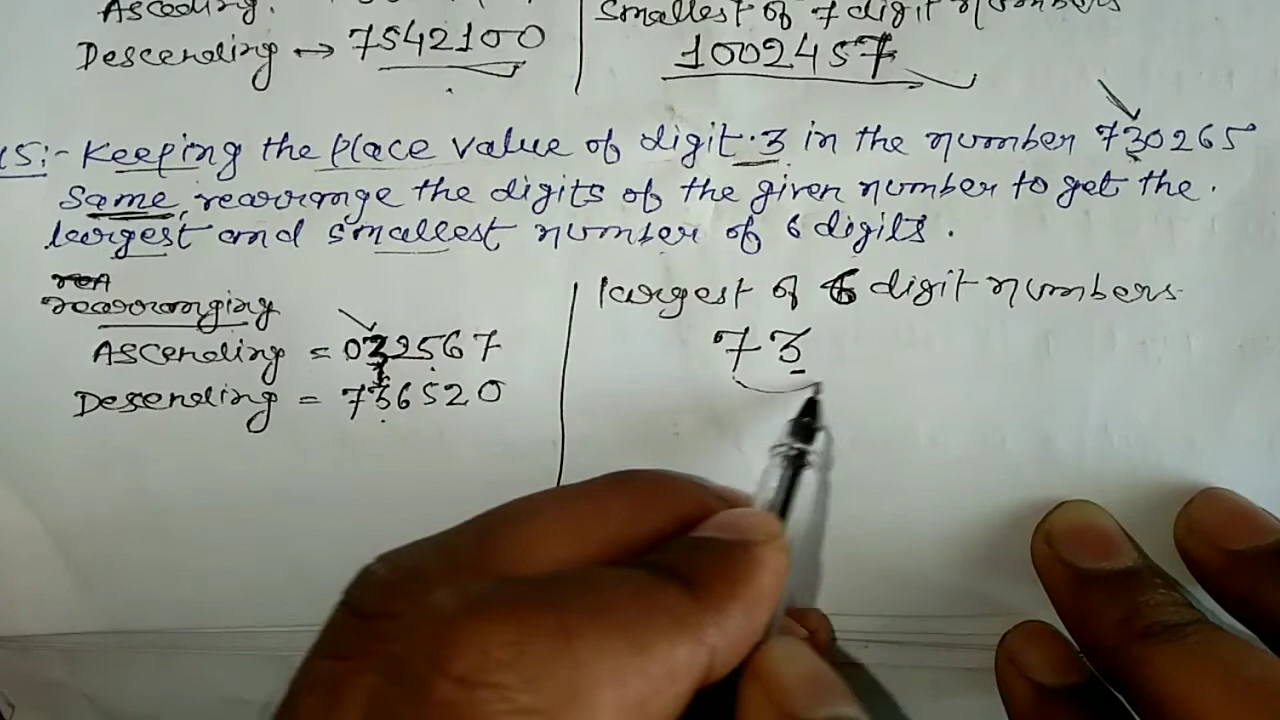 Ascending.
Descending → 7542100
Smallest of 7 digit numbers
1002457
15:- Keeping the place value of digit 3 in the number 730265
Same, rearrange the digits of the given number to get the.
largest and smallest number of 6 digits.
rearranging
Ascending = 032567
Desending = 736520
largest of 6 digit numbers
73